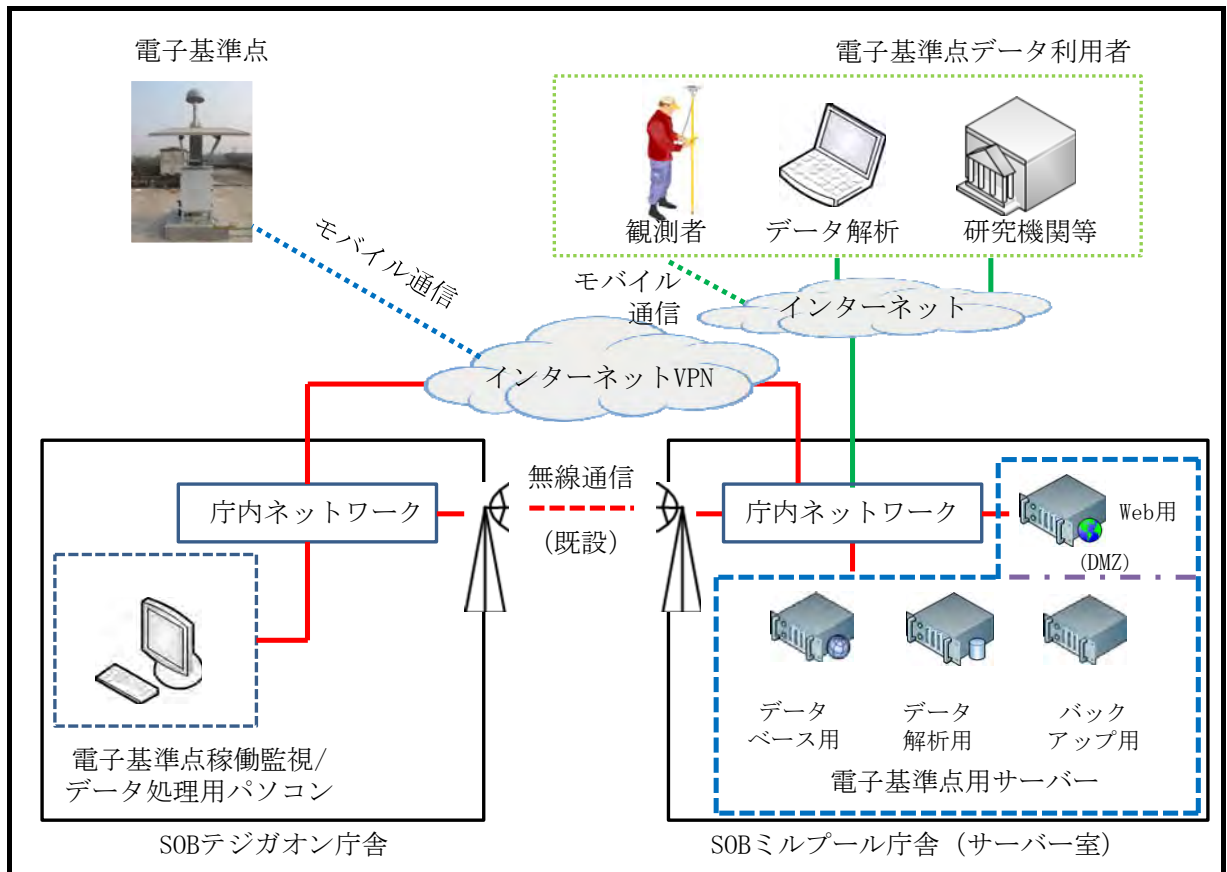 電子基準点
電子基準点データ利用者
観測者
データ解析
研究機関等
モバイル通信
モバイル
通信
インターネット
インターネットVPN
庁内ネットワーク
無線通信
(既設)
庁内ネットワーク
Web用
(DMZ)
電子基準点稼働監視/
データ処理用パソコン
データ
ベース用
データ
解析用
バック
アップ用
電子基準点用サーバー
SOBテジガオン庁舎
SOBミルプール庁舎（サーバー室）